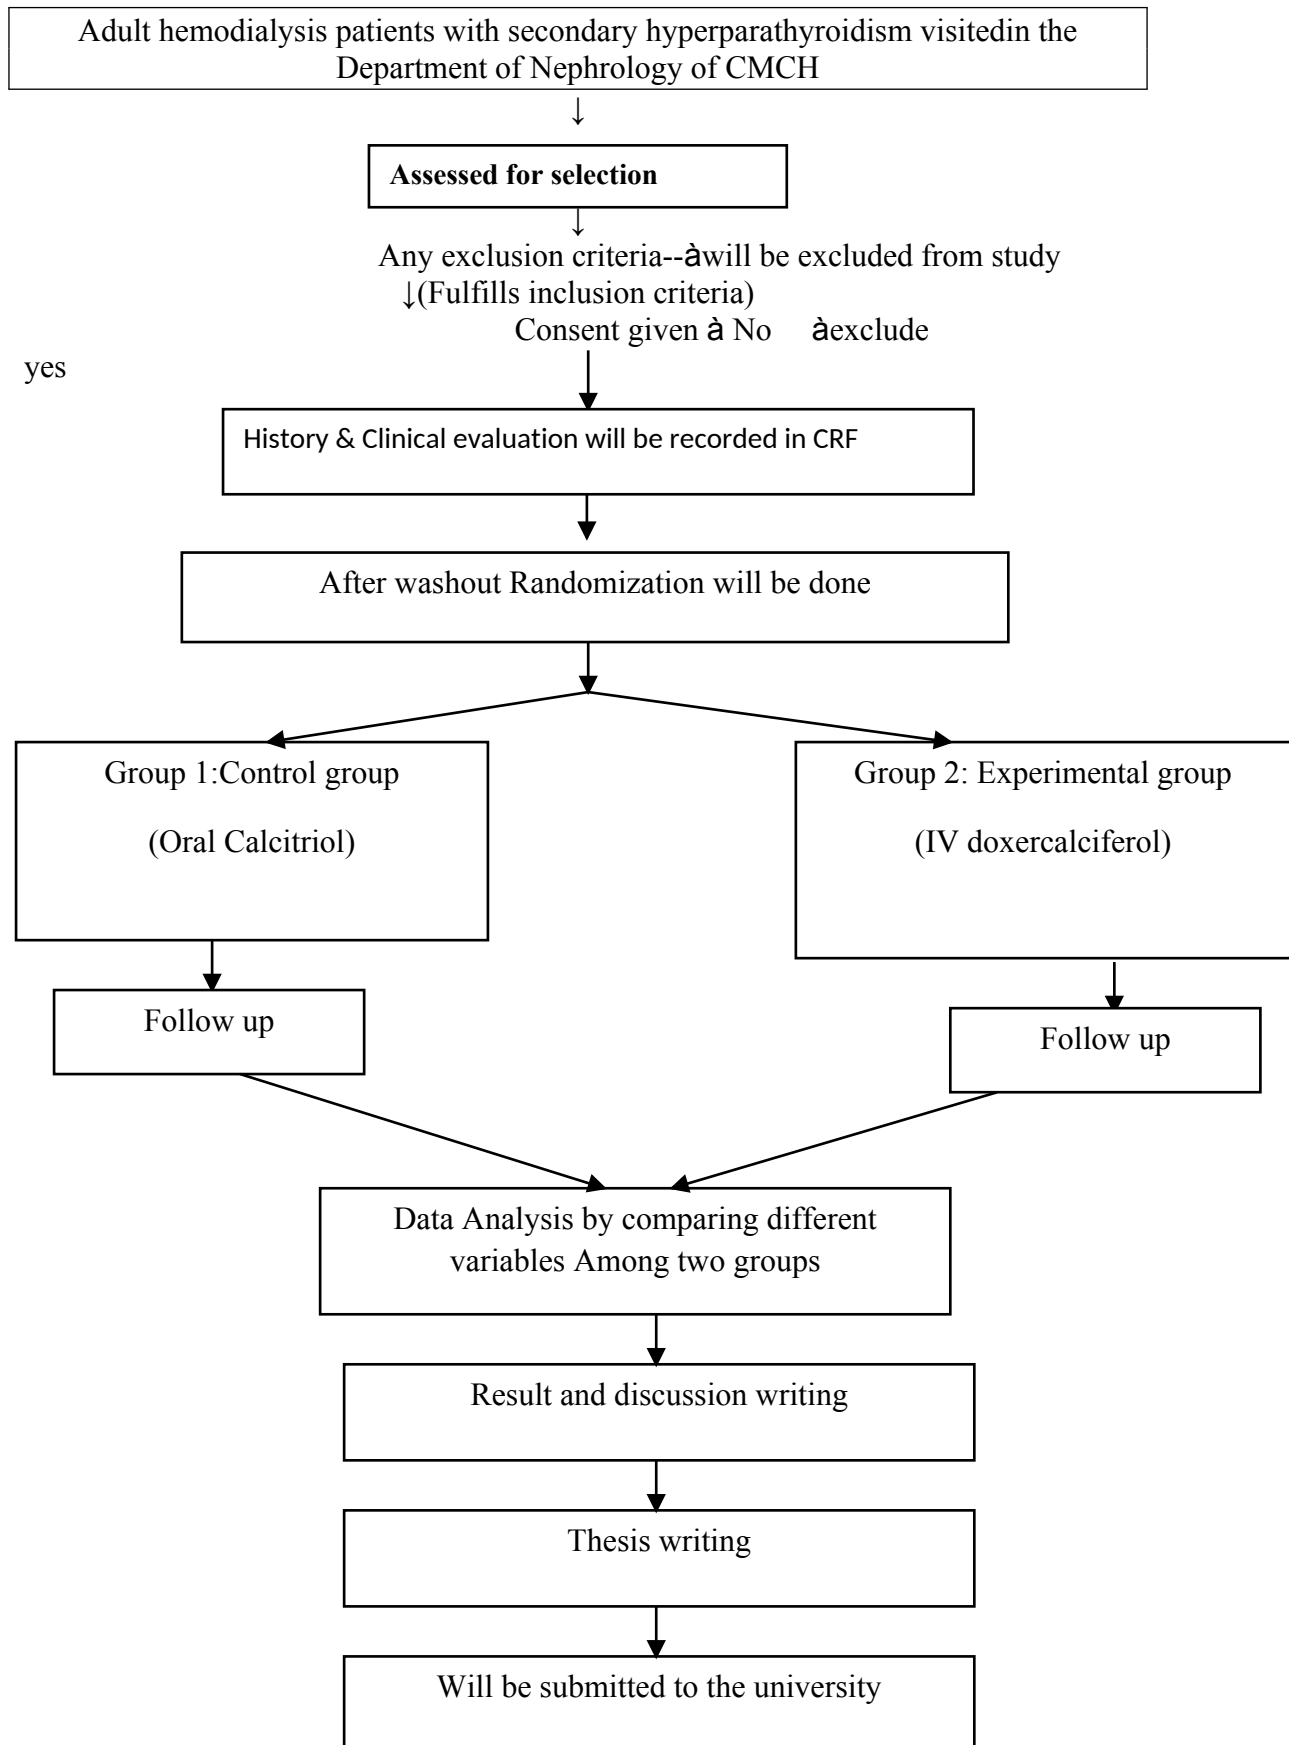 Adult hemodialysis patients with secondary hyperparathyroidism visitedin the
Department of Nephrology of CMCH
↓
Assessed for selection
↓
Any exclusion criteria--àwill be excluded from study
↓(Fulfills inclusion criteria)
Consent given à No àexclude
yes
History & Clinical evaluation will be recorded in CRF
After washout Randomization will be done
Group 1:Control group
(Oral Calcitriol)
Group 2: Experimental group
(IV doxercalciferol)
Follow up
Follow up
Data Analysis by comparing different
variables Among two groups
Result and discussion writing
Thesis writing
Will be submitted to the university